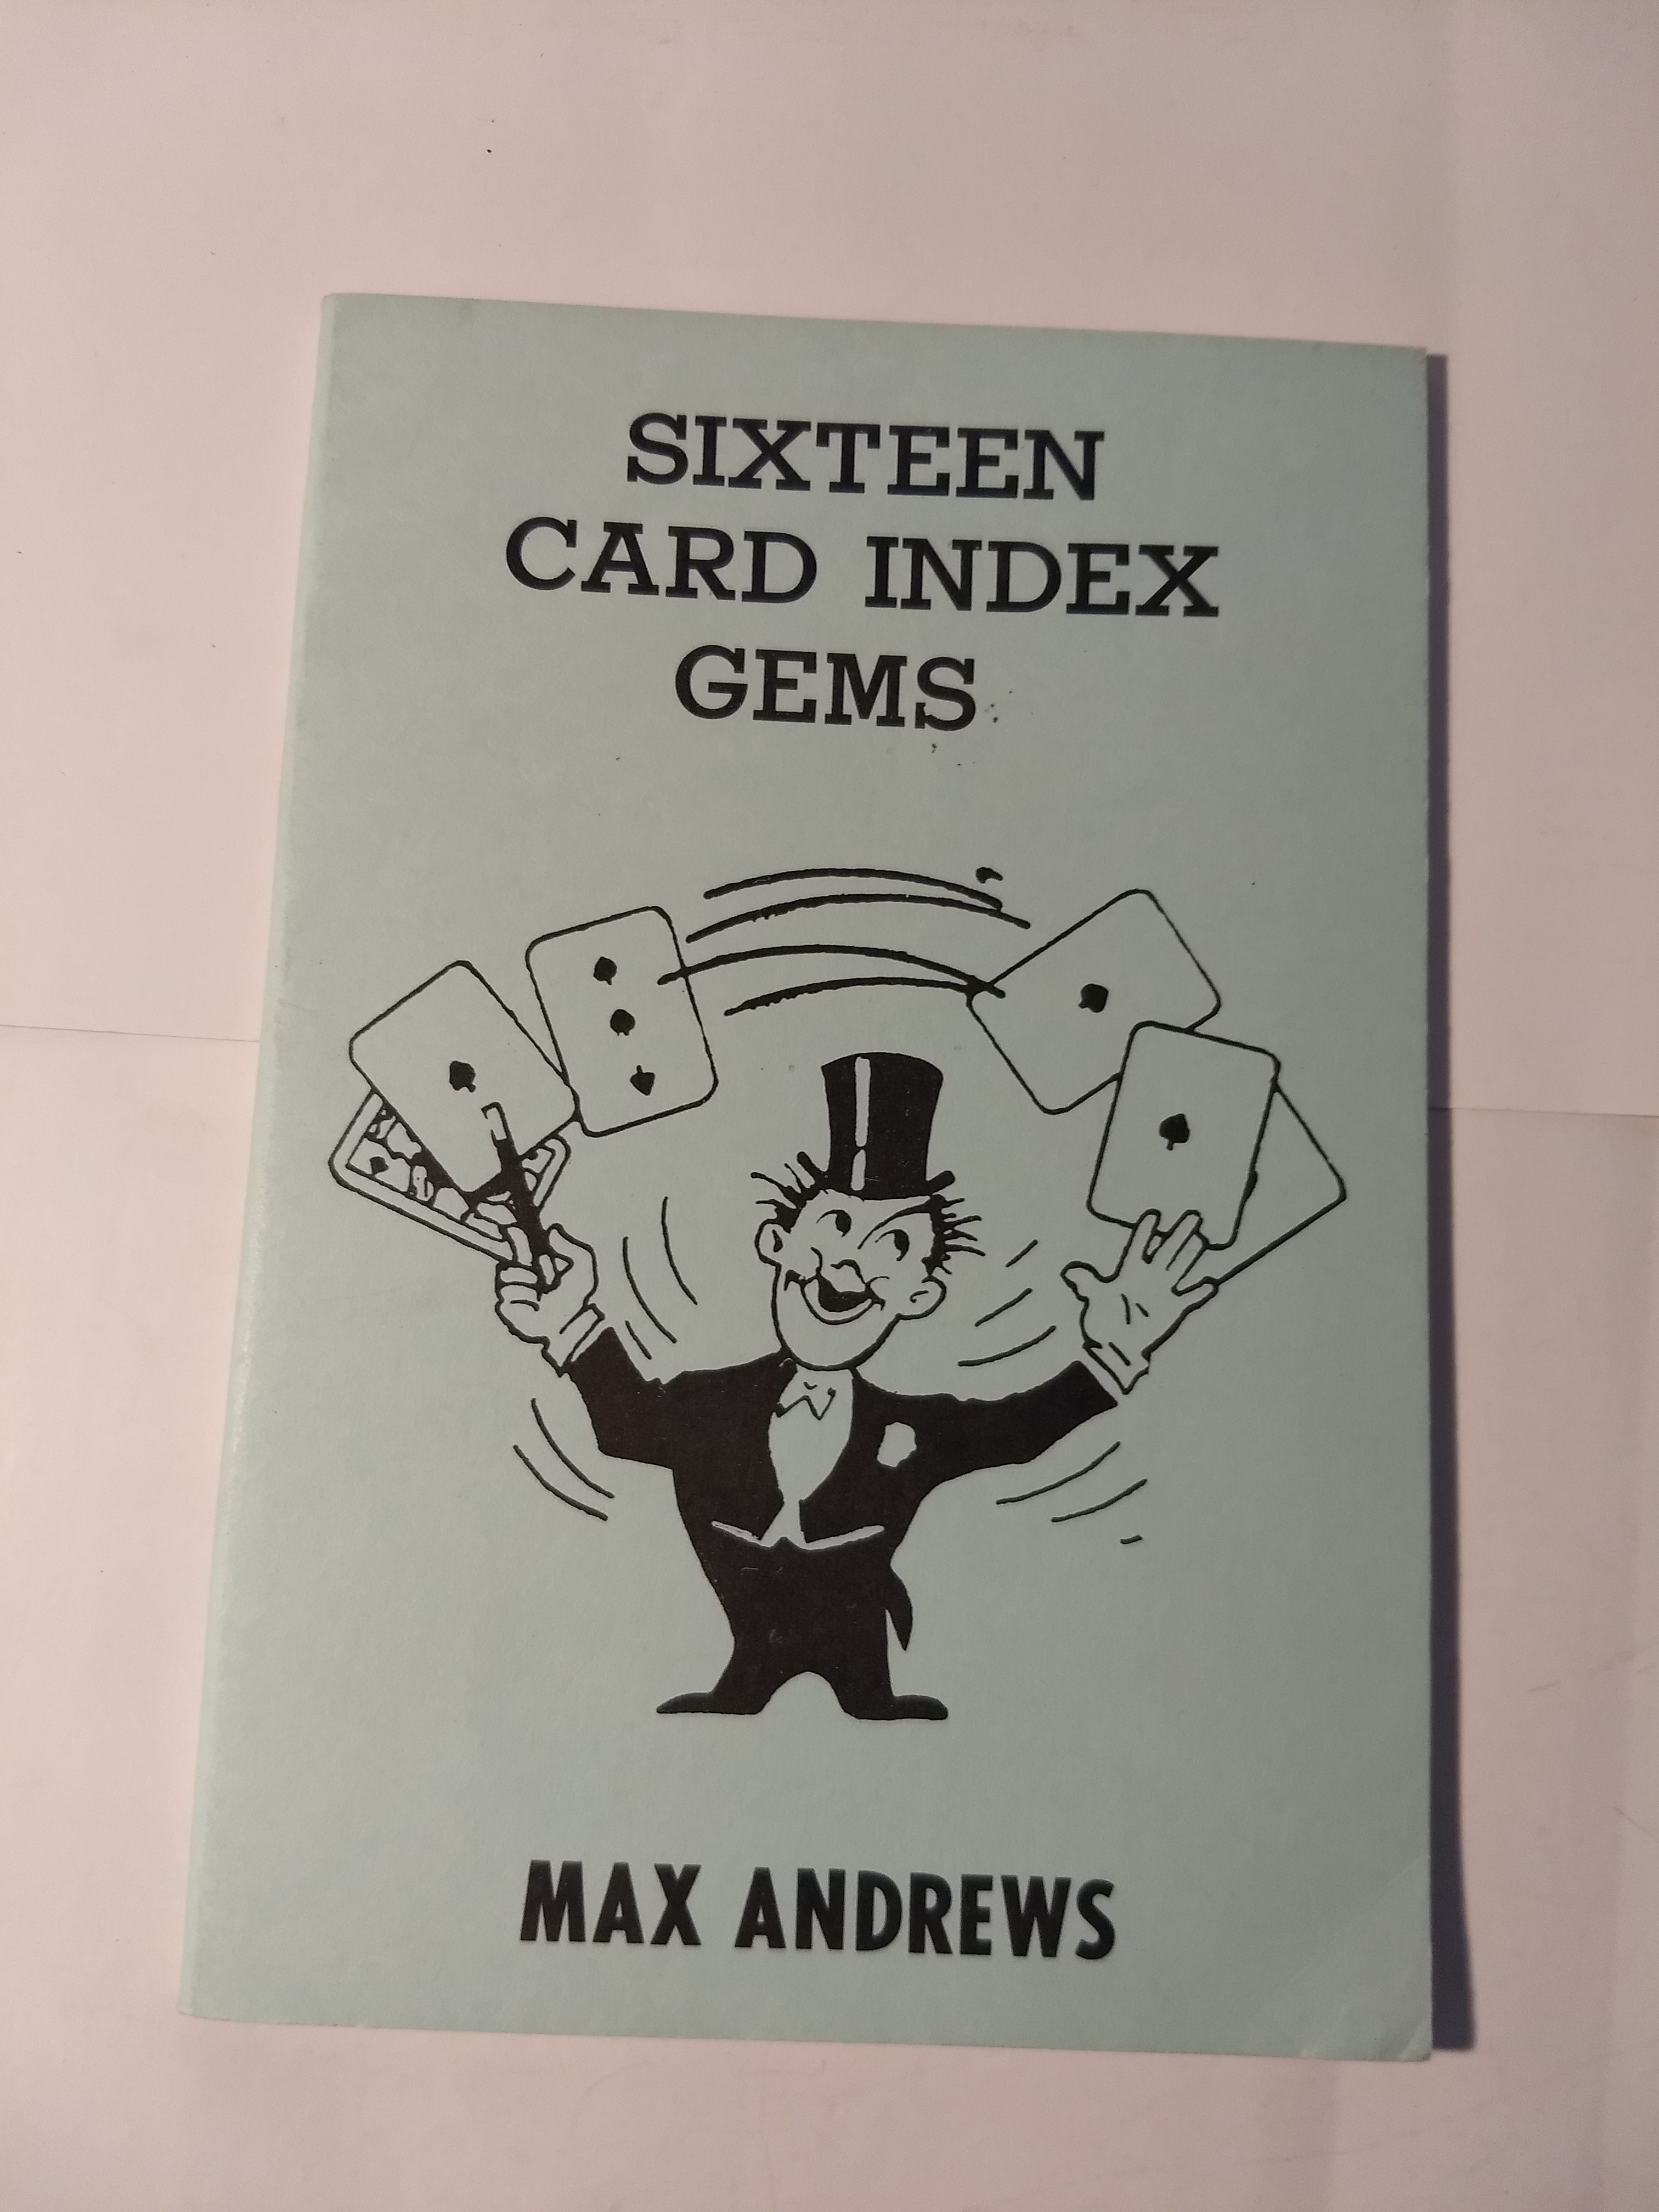 SIXTEEN
CARD INDEX
GEMS
MAX ANDREWS